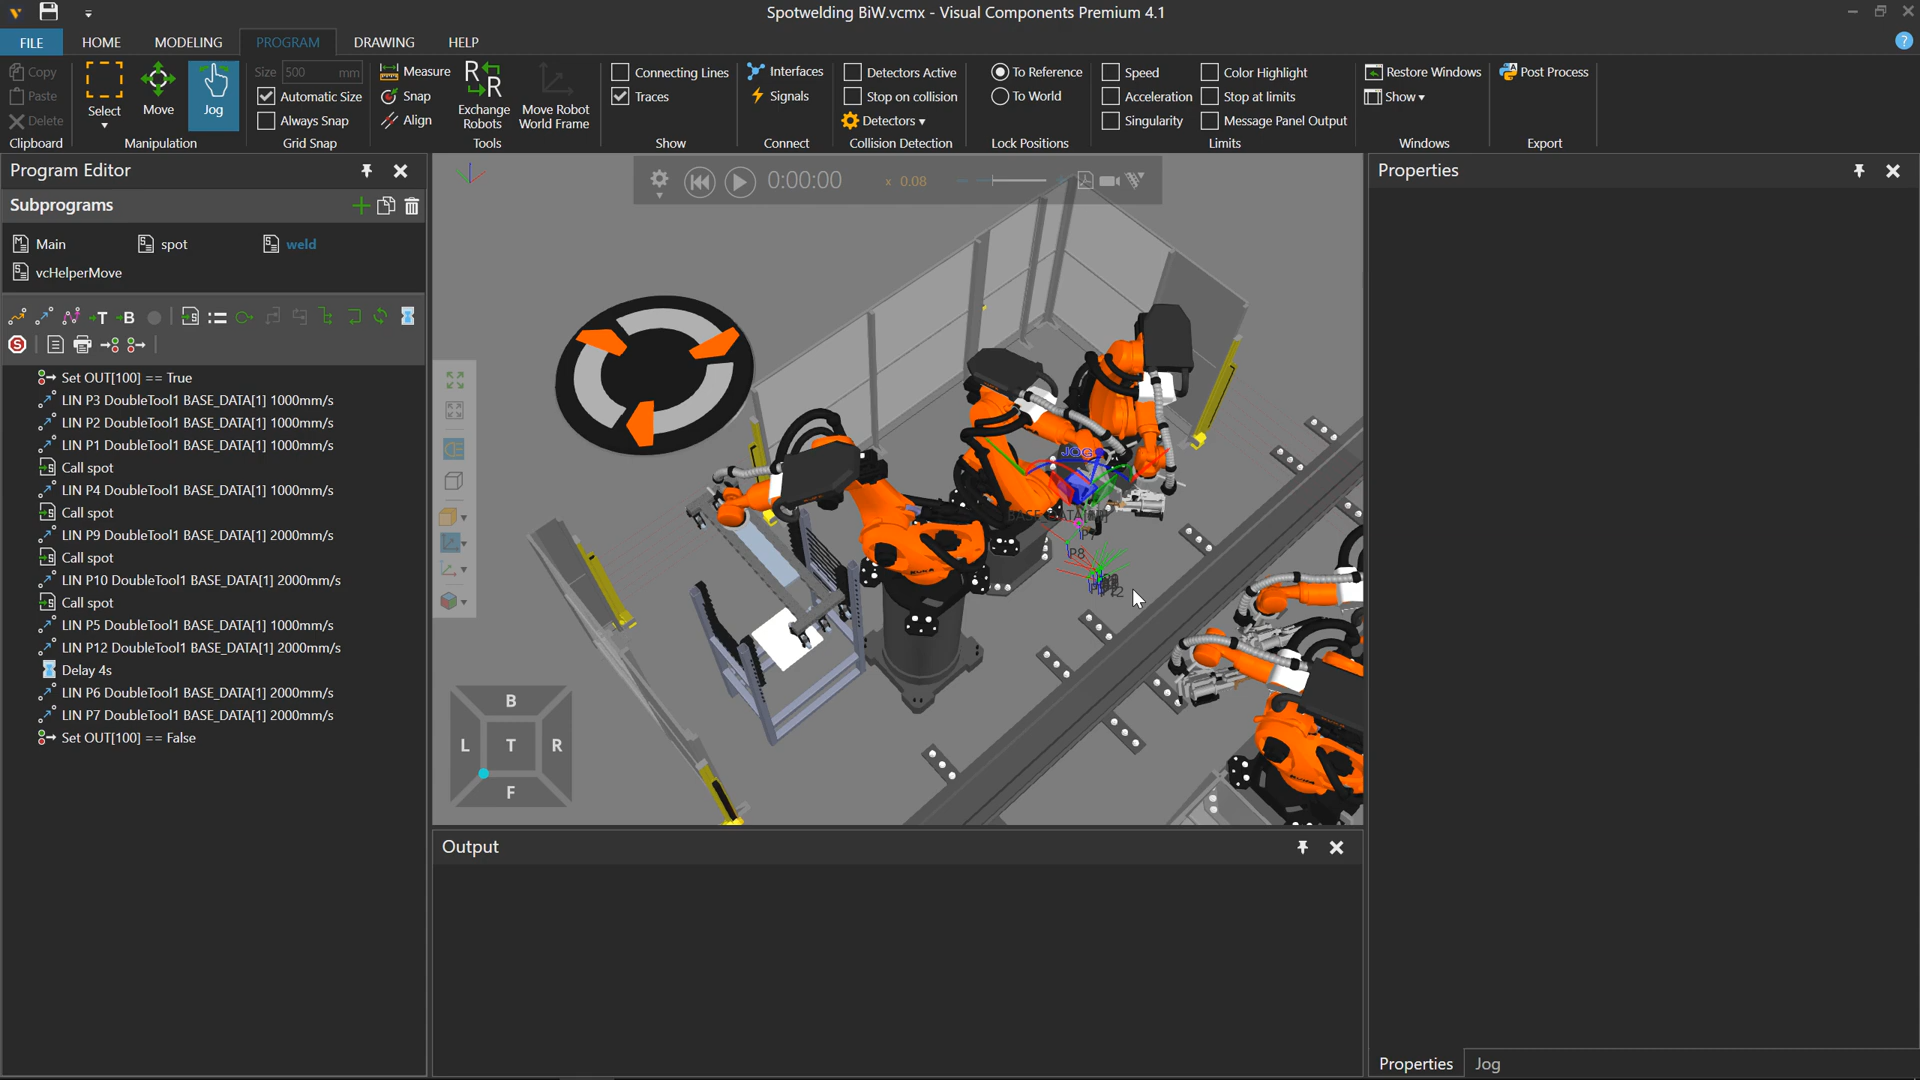 Spotwelding BiW.vcmx - Visual Components Premium 4.1
FILE HOME MODELING PROGRAM DRAWING HELP ?
Copy
Paste
Delete
Clipboard
Select Move Jog
Manipulation
Size 500 mm
Automatic Size
Always Snap
Grid Snap
Measure
Snap
Align
Exchange Robots
Move Robot World Frame
Tools
Connecting Lines
Traces
Show
Interfaces
Signals
Connect
Detectors Active
Stop on collision
Detectors
Collision Detection
To Reference
To World
Lock Positions
Speed
Acceleration
Singularity
Color Highlight
Stop at limits
Message Panel Output
Limits
Restore Windows
Show
Windows
Post Process
Export
Program Editor
Subprograms
Main spot weld
vcHelperMove
Set OUT[100] == True
LIN P3 DoubleTool1 BASE_DATA[1] 1000mm/s
LIN P2 DoubleTool1 BASE_DATA[1] 1000mm/s
LIN P1 DoubleTool1 BASE_DATA[1] 1000mm/s
Call spot
LIN P4 DoubleTool1 BASE_DATA[1] 1000mm/s
Call spot
LIN P9 DoubleTool1 BASE_DATA[1] 2000mm/s
Call spot
LIN P10 DoubleTool1 BASE_DATA[1] 2000mm/s
Call spot
LIN P5 DoubleTool1 BASE_DATA[1] 1000mm/s
LIN P12 DoubleTool1 BASE_DATA[1] 2000mm/s
Delay 4s
LIN P6 DoubleTool1 BASE_DATA[1] 2000mm/s
LIN P7 DoubleTool1 BASE_DATA[1] 2000mm/s
Set OUT[100] == False
0:00:00 x 0.08
JOG
P8
KUKA
B
L T R
F
Output
Properties
Properties Jog